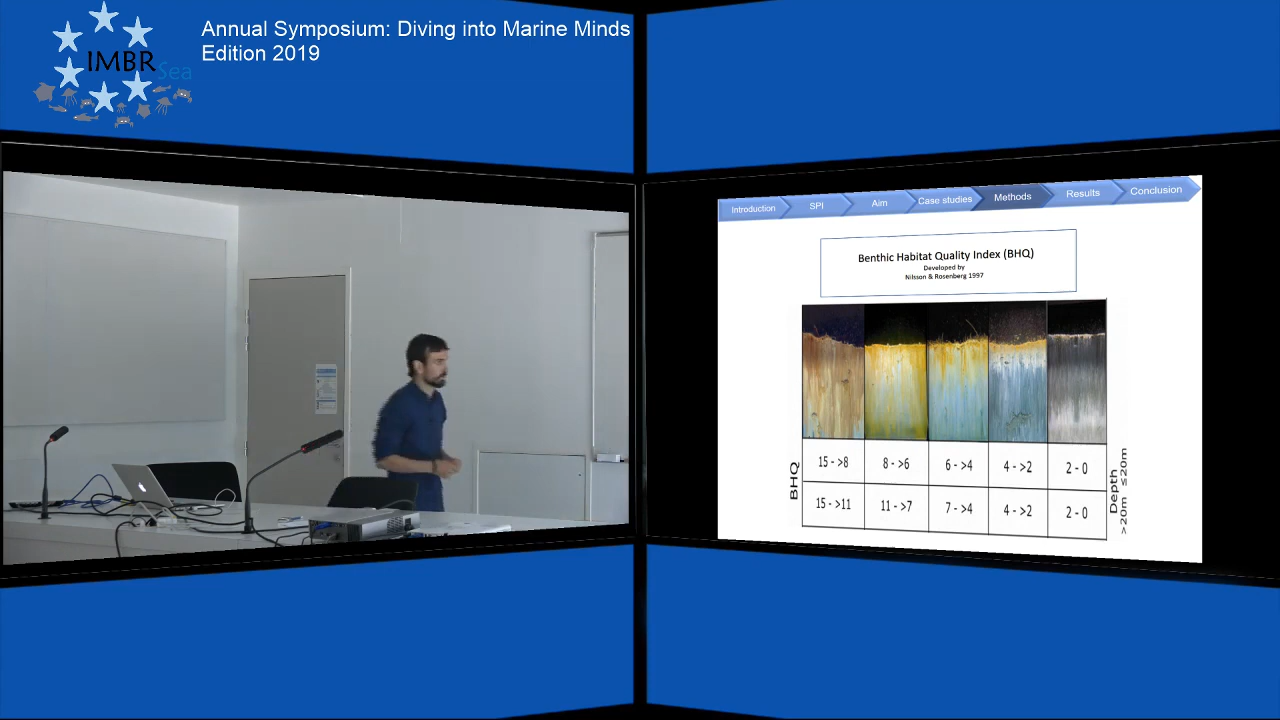 IMBRSea
Annual Symposium: Diving into Marine Minds
Edition 2019
Introduction
SPI
Aim
Case studies
Methods
Results
Conclusion
Benthic Habitat Quality Index (BHQ)
Developed by
Nilsson & Rosenberg 1997
BHQ
15 - >8
8 - >6
6 - >4
4 - >2
2 - 0
15 - >11
11 - >7
7 - >4
4 - >2
2 - 0
Depth
>20m ≤20m